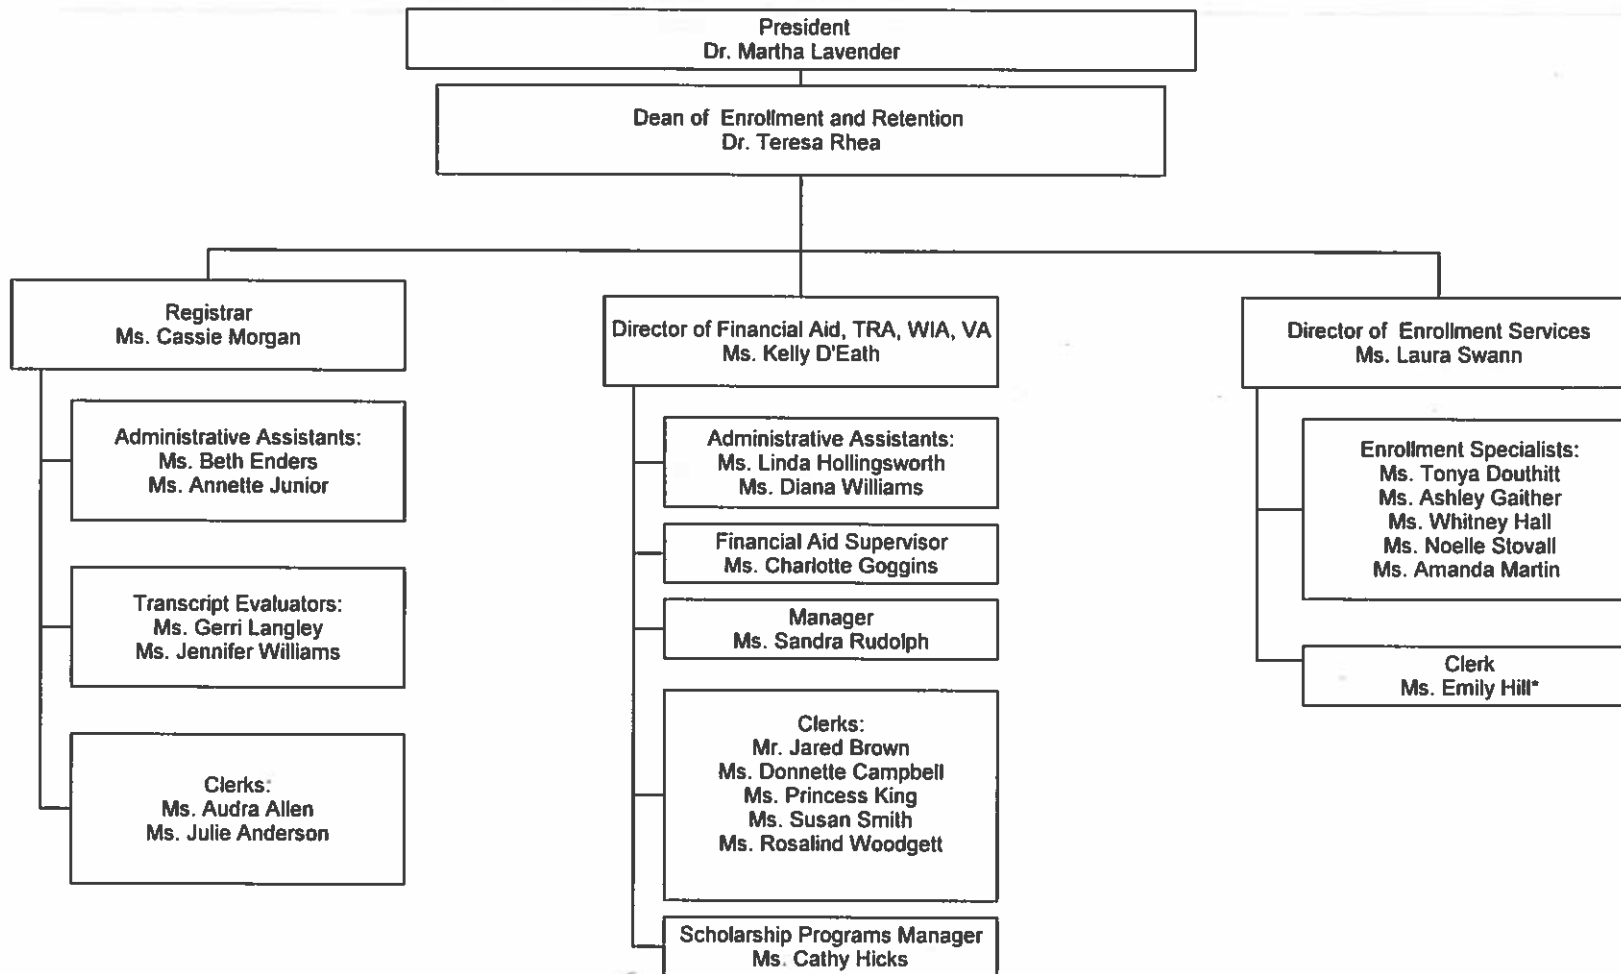 President
Dr. Martha Lavender
Dean of Enrollment and Retention
Dr. Teresa Rhea
Registrar
Ms. Cassie Morgan
Administrative Assistants:
Ms. Beth Enders
Ms. Annette Junior
Transcript Evaluators:
Ms. Gerri Langley
Ms. Jennifer Williams
Clerks:
Ms. Audra Allen
Ms. Julie Anderson
Director of Financial Aid, TRA, WIA, VA
Ms. Kelly D'Eath
Administrative Assistants:
Ms. Linda Hollingsworth
Ms. Diana Williams
Financial Aid Supervisor
Ms. Charlotte Goggins
Manager
Ms. Sandra Rudolph
Clerks:
Mr. Jared Brown
Ms. Donnette Campbell
Ms. Princess King
Ms. Susan Smith
Ms. Rosalind Woodgett
Scholarship Programs Manager
Ms. Cathy Hicks
Director of Enrollment Services
Ms. Laura Swann
Enrollment Specialists:
Ms. Tonya Douthitt
Ms. Ashley Gaither
Ms. Whitney Hall
Ms. Noelle Stovall
Ms. Amanda Martin
Clerk
Ms. Emily Hill*